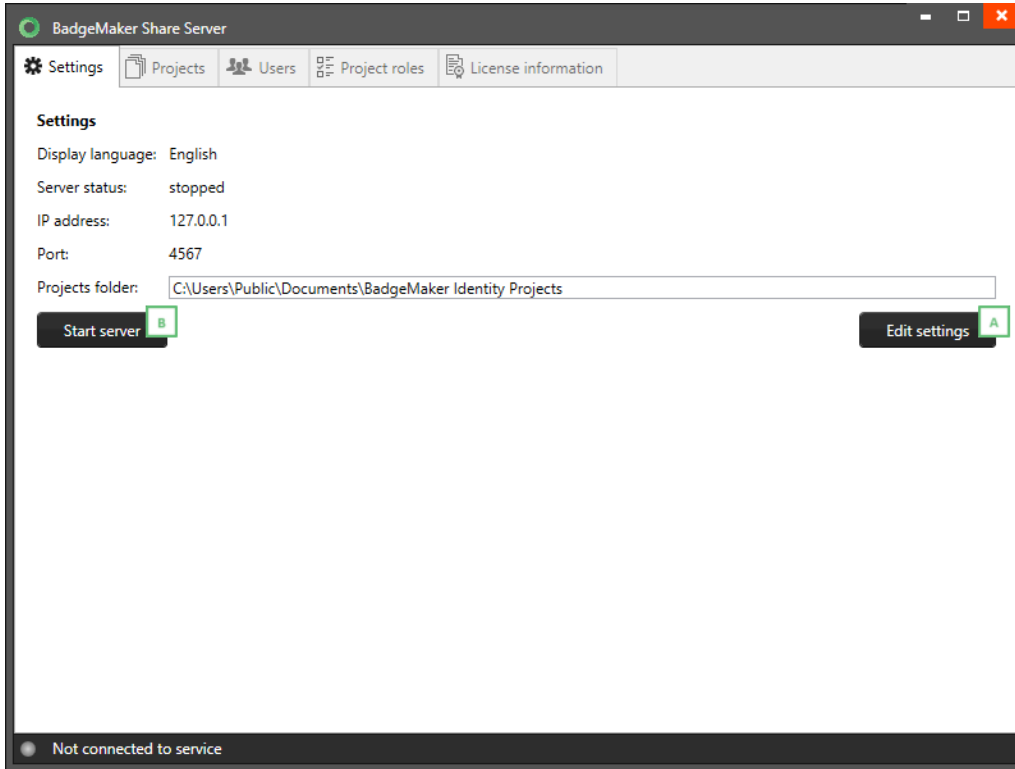 BadgeMaker Share Server
Settings Projects Users Project roles License information
Settings
Display language: English
Server status: stopped
IP address: 127.0.0.1
Port: 4567
Projects folder: C:\Users\Public\Documents\BadgeMaker Identity Projects
Start server B Edit settings A
Not connected to service